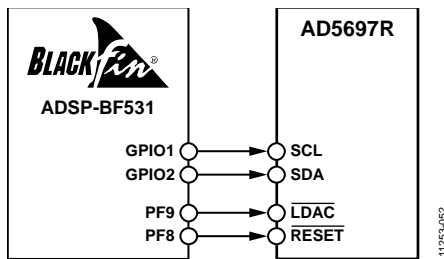 BLACKfin®
ADSP-BF531
AD5697R
GPIO1
SCL
GPIO2
SDA
PF9
LDAC
PF8
RESET
11253-052